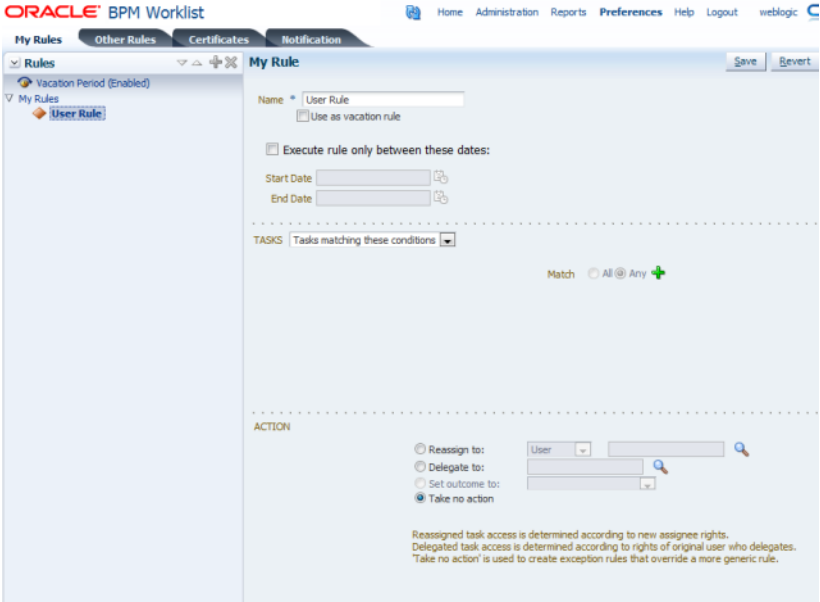 ORACLE BPM Worklist
Home Administration Reports Preferences Help Logout weblogic
My Rules Other Rules Certificates Notification
Rules
My Rule
Save Revert
Vacation Period (Enabled)
My Rules
User Rule
Name * User Rule
Use as vacation rule
Execute rule only between these dates:
Start Date
End Date
TASKS Tasks matching these conditions
Match All Any
ACTION
Reassign to: User
Delegate to:
Set outcome to:
Take no action
Reassigned task access is determined according to new assignee rights.
Delegated task access is determined according to rights of original user who delegates.
'Take no action' is used to create exception rules that override a more generic rule.